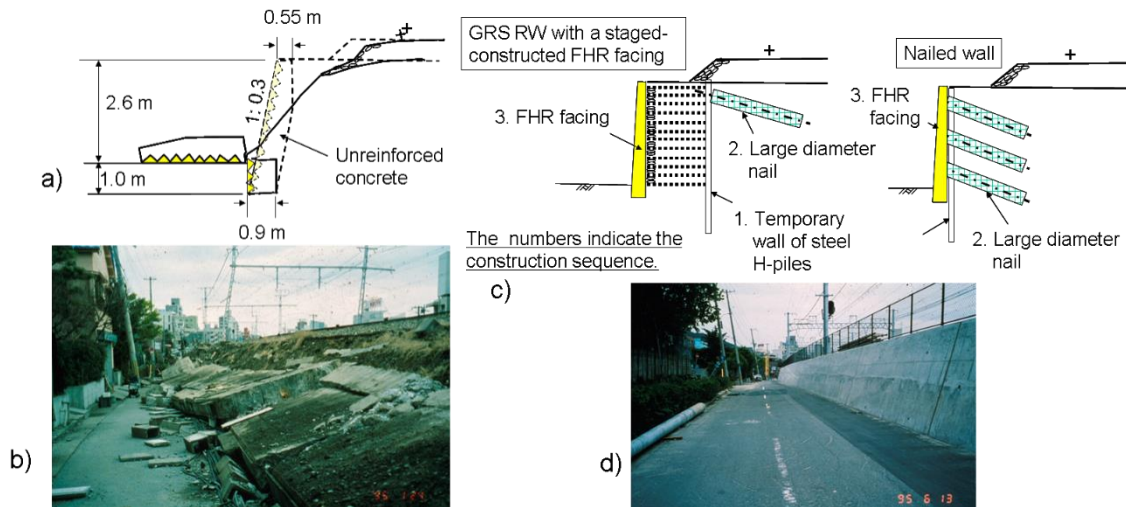 0.55 m
2.6 m
1: 0.3
1.0 m
Unreinforced
concrete
0.9 m
a)
GRS RW with a staged-
constructed FHR facing
3. FHR facing
2. Large diameter
nail
1. Temporary
wall of steel
H-piles
The numbers indicate the
construction sequence.
Nailed wall
3. FHR
facing
2. Large diameter
nail
c)
b)
95 1 24
d)
95 6 13